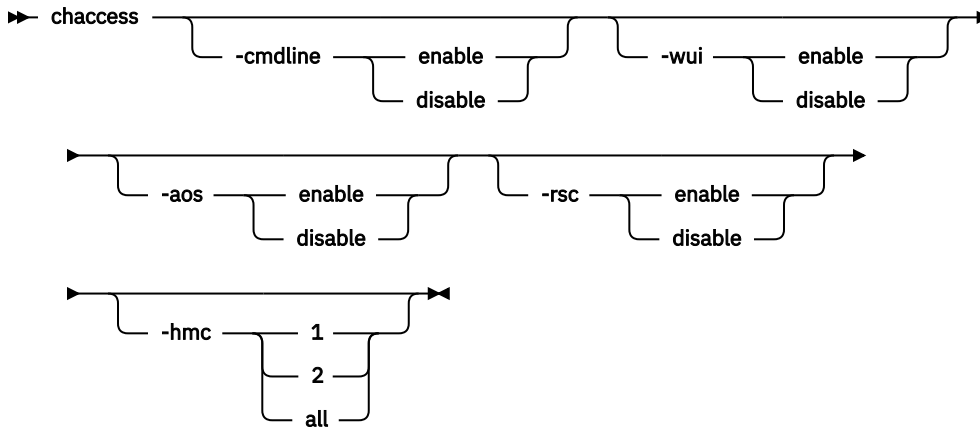 chaccess
-cmdline enable -wui enable
disable disable
-aos enable -rsc enable
disable disable
-hmc 1
2
all